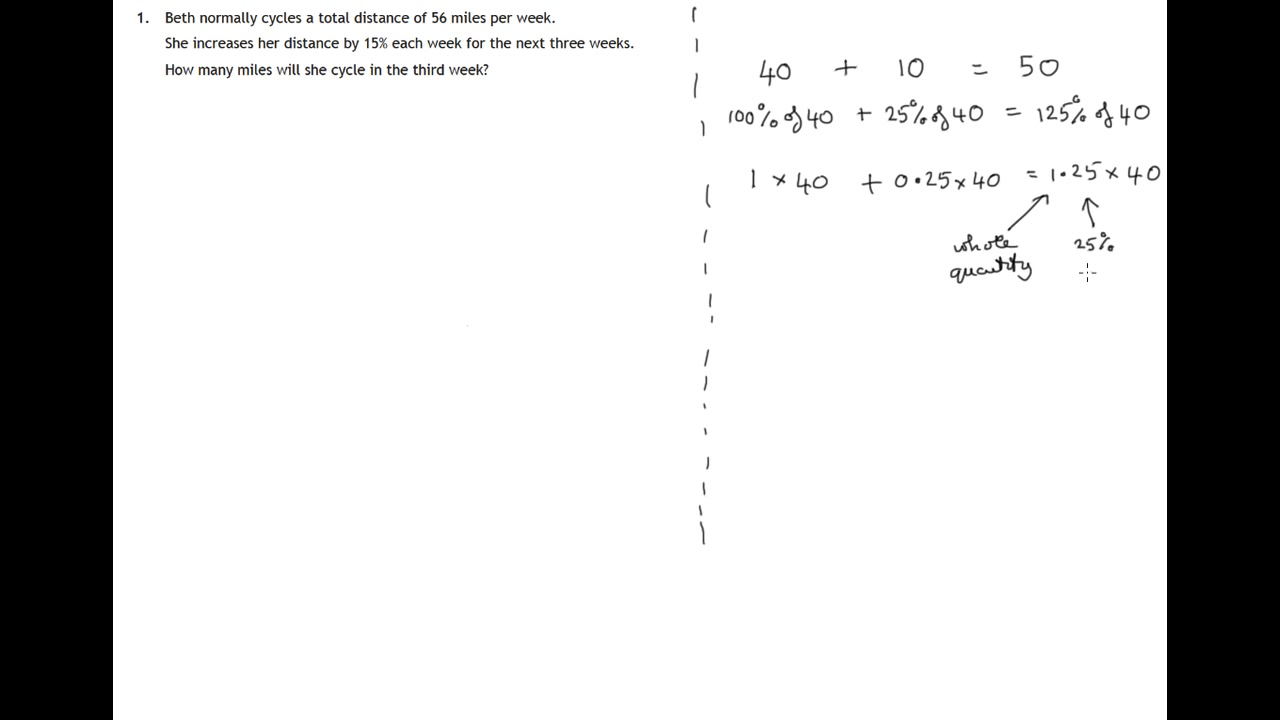 1. Beth normally cycles a total distance of 56 miles per week.
She increases her distance by 15% each week for the next three weeks.
How many miles will she cycle in the third week?
40 + 10 = 50
100% of 40 + 25% of 40 = 125% of 40
1 × 40 + 0.25 × 40 = 1.25 × 40
whole quantity
25%